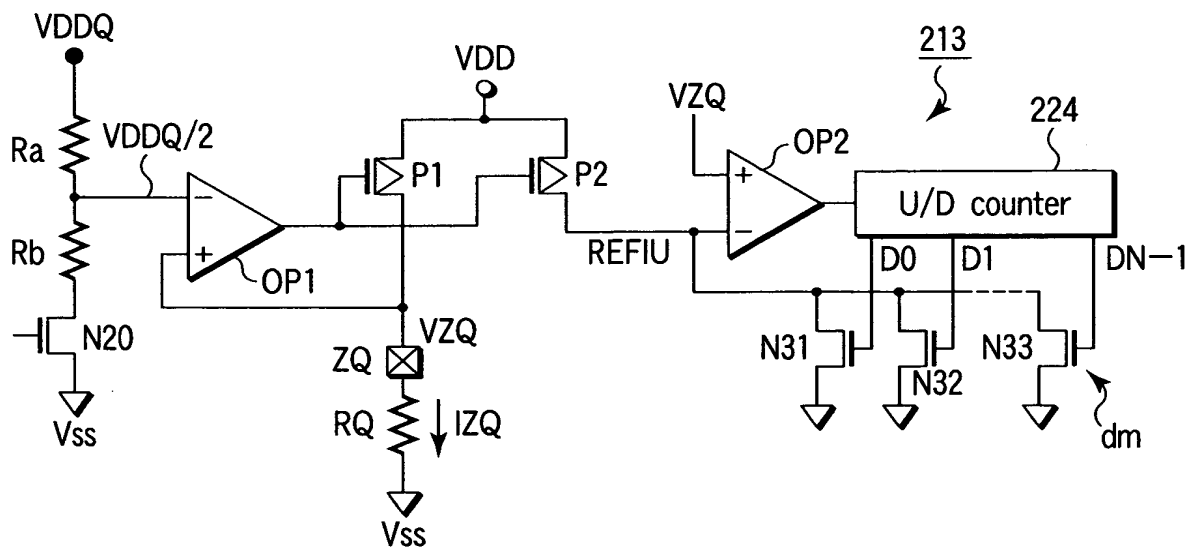 VDDQ
213
VDD
VZQ
224
Ra
VDDQ/2
OP2
P1
P2
+
U/D counter
−
−
Rb
+
REFIU
D0
D1
DN−1
OP1
N20
VZQ
N31
N33
ZQ
N32
RQ
IZQ
dm
Vss
Vss